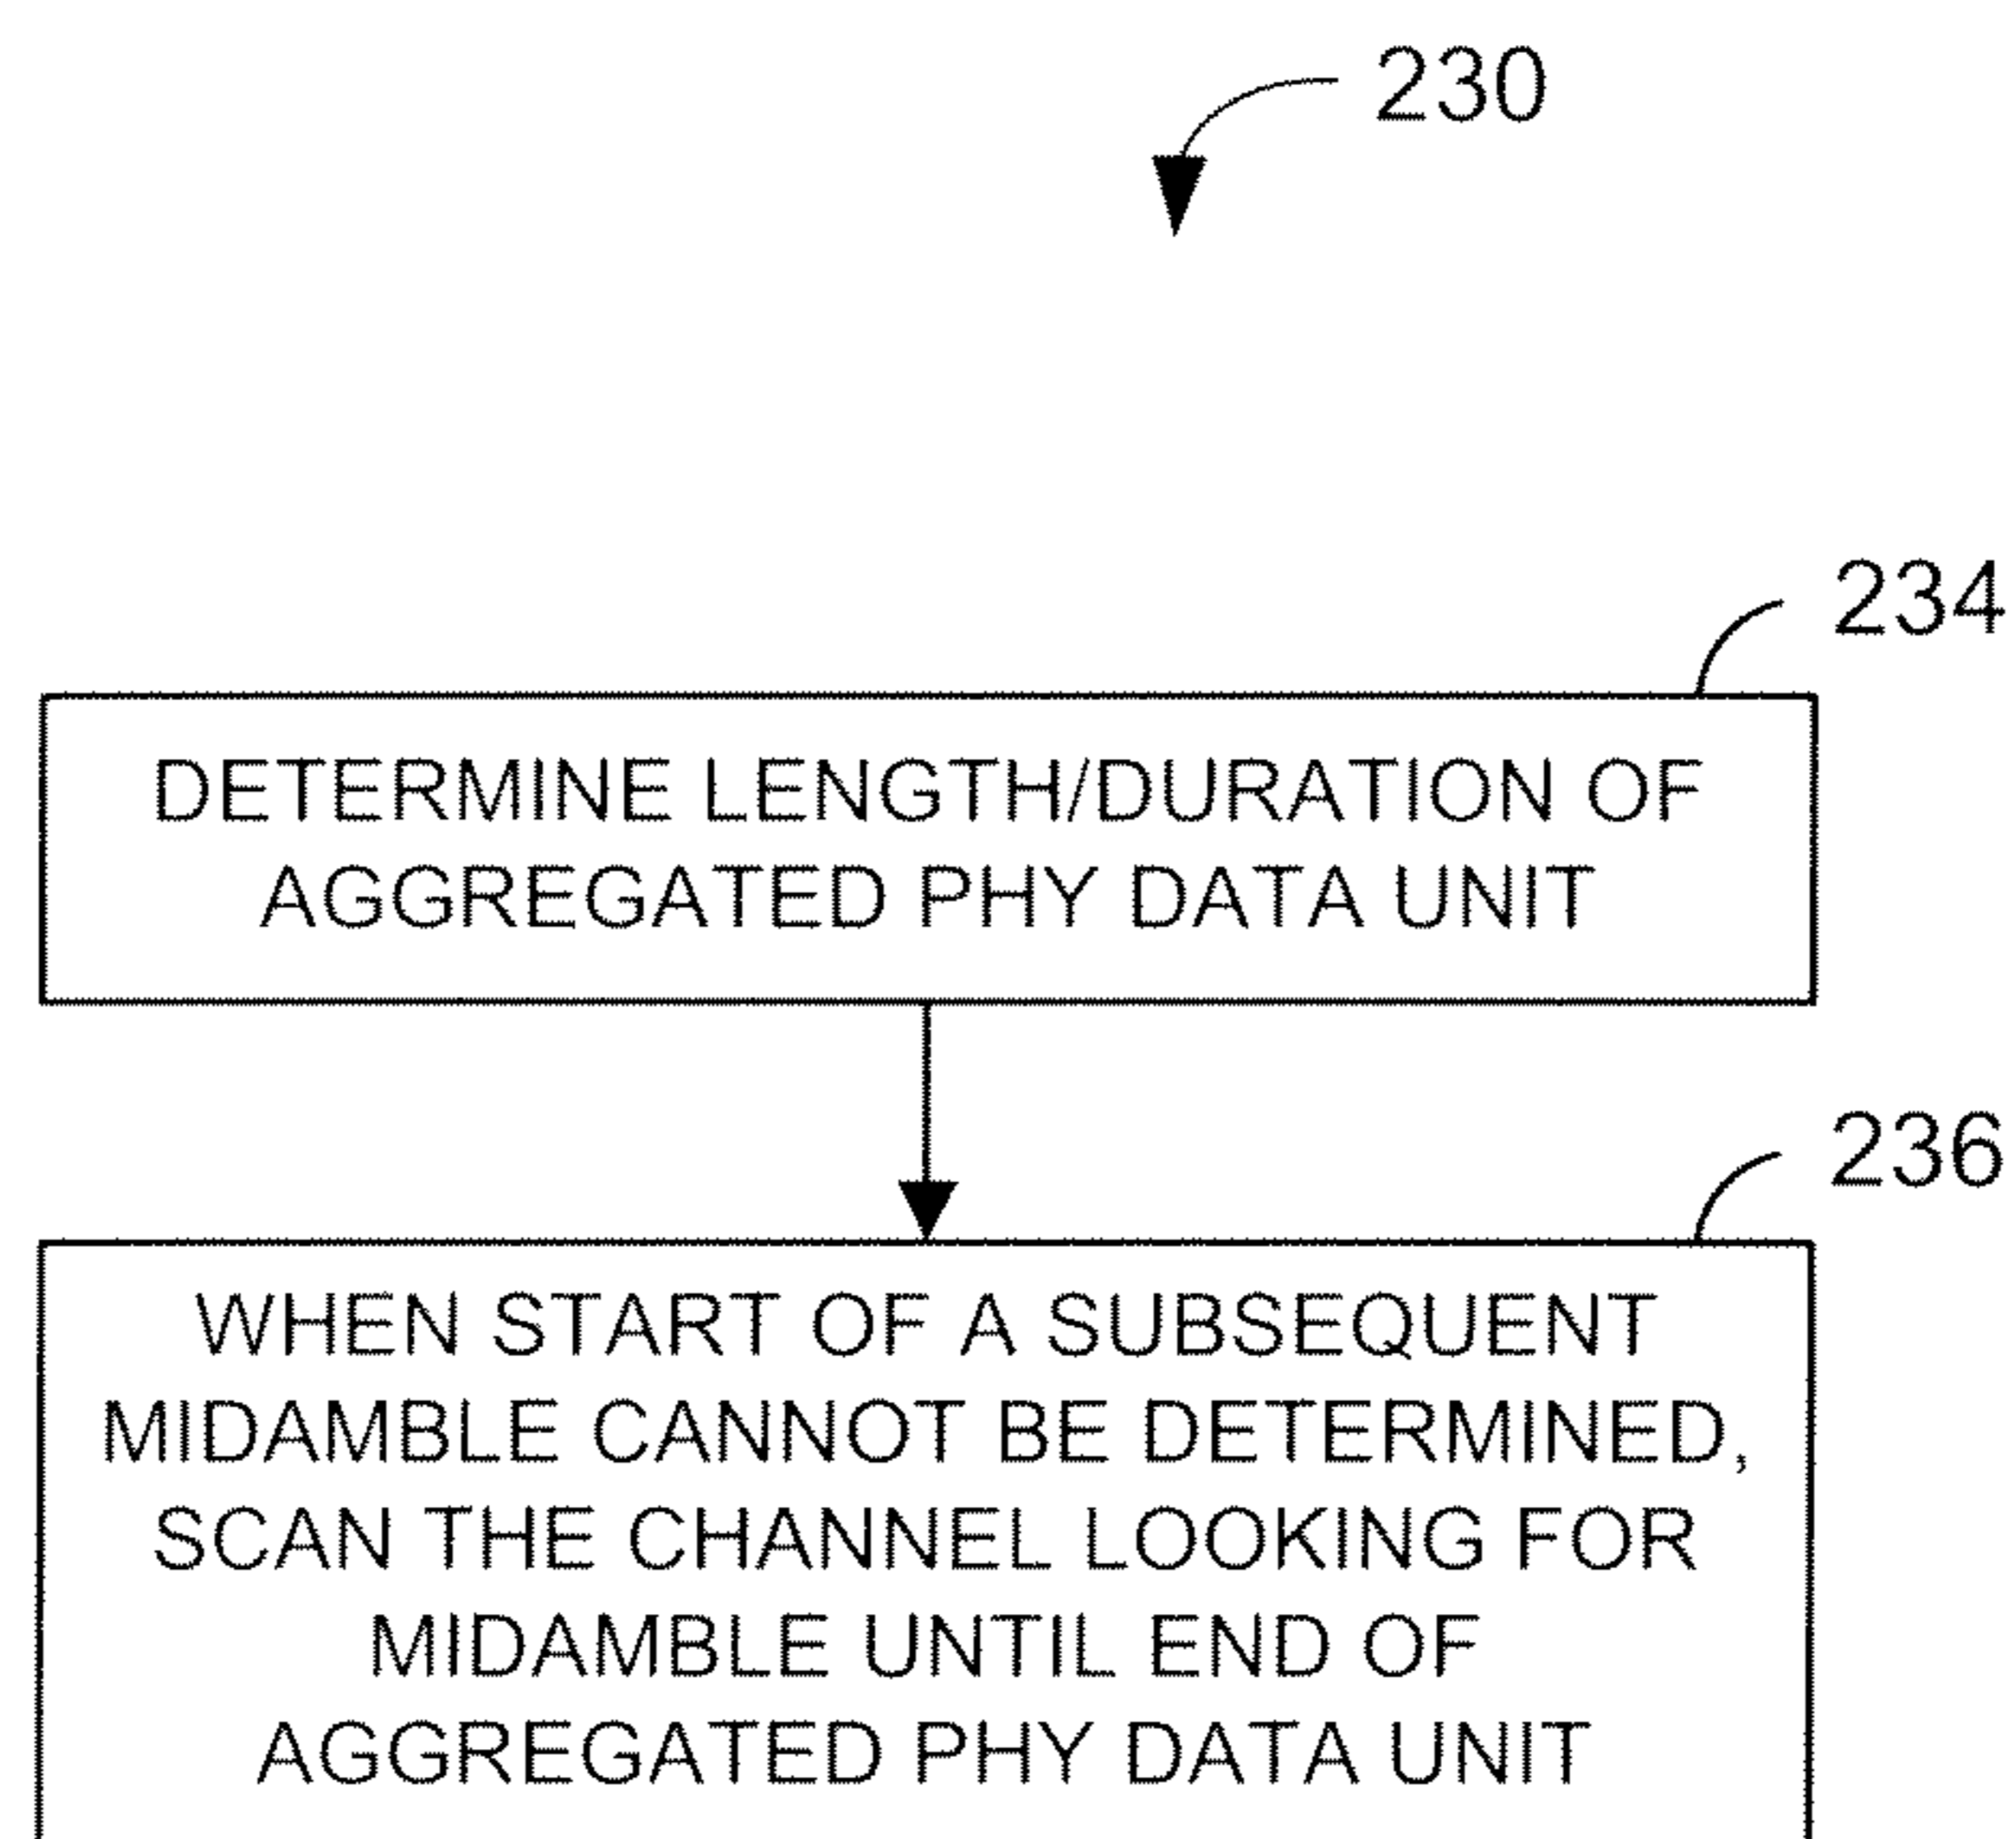 230
234
DETERMINE LENGTH/DURATION OF
AGGREGATED PHY DATA UNIT
236
WHEN START OF A SUBSEQUENT
MIDAMBLE CANNOT BE DETERMINED,
SCAN THE CHANNEL LOOKING FOR
MIDAMBLE UNTIL END OF
AGGREGATED PHY DATA UNIT